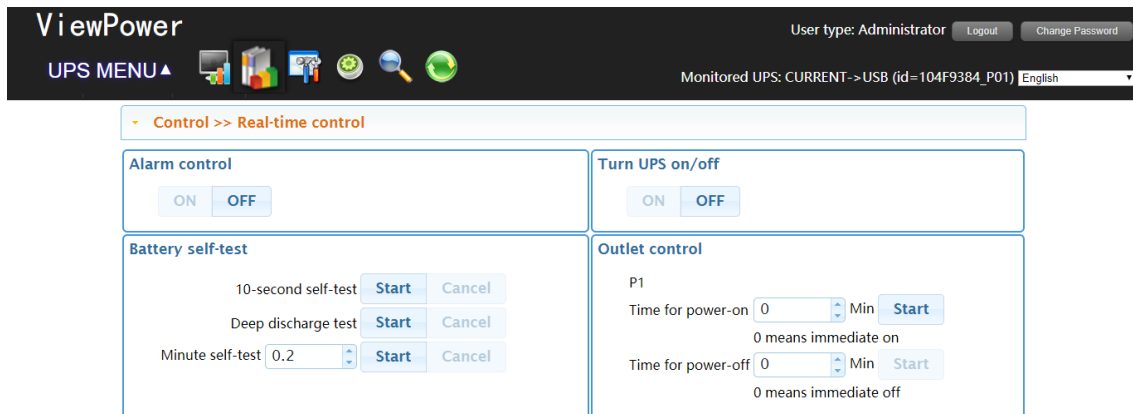 ViewPower
User type: Administrator Logout Change Password
UPS MENU▲
Monitored UPS: CURRENT->USB (id=104F9384_P01) English
Control >> Real-time control
Alarm control
ON OFF
Turn UPS on/off
ON OFF
Battery self-test
10-second self-test Start Cancel
Deep discharge test Start Cancel
Minute self-test 0.2 Start Cancel
Outlet control
P1
Time for power-on 0 Min Start
0 means immediate on
Time for power-off 0 Min Start
0 means immediate off